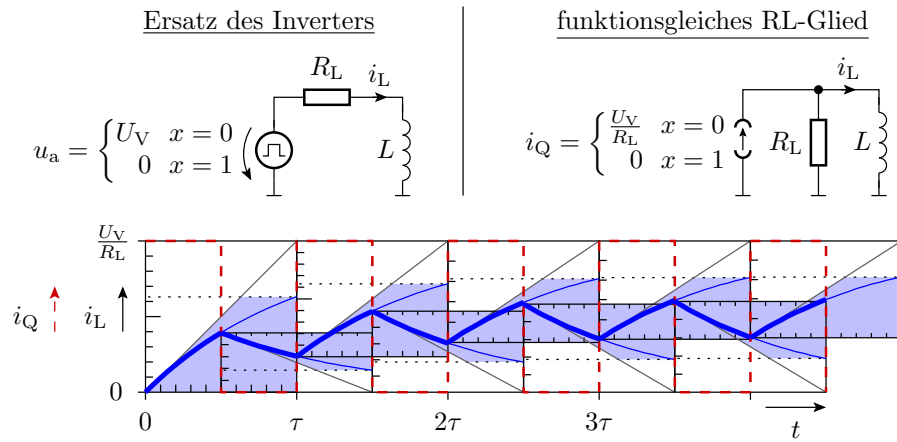 Ersatz des Inverters
funktionsgleiches RL-Glied
R_L i_L
u_a = { U_V x = 0
0 x = 1
L
i_L
i_Q = { U_V/R_L x = 0
0 x = 1
R_L L
U_V/R_L
i_Q i_L
0
0 τ 2τ 3τ t